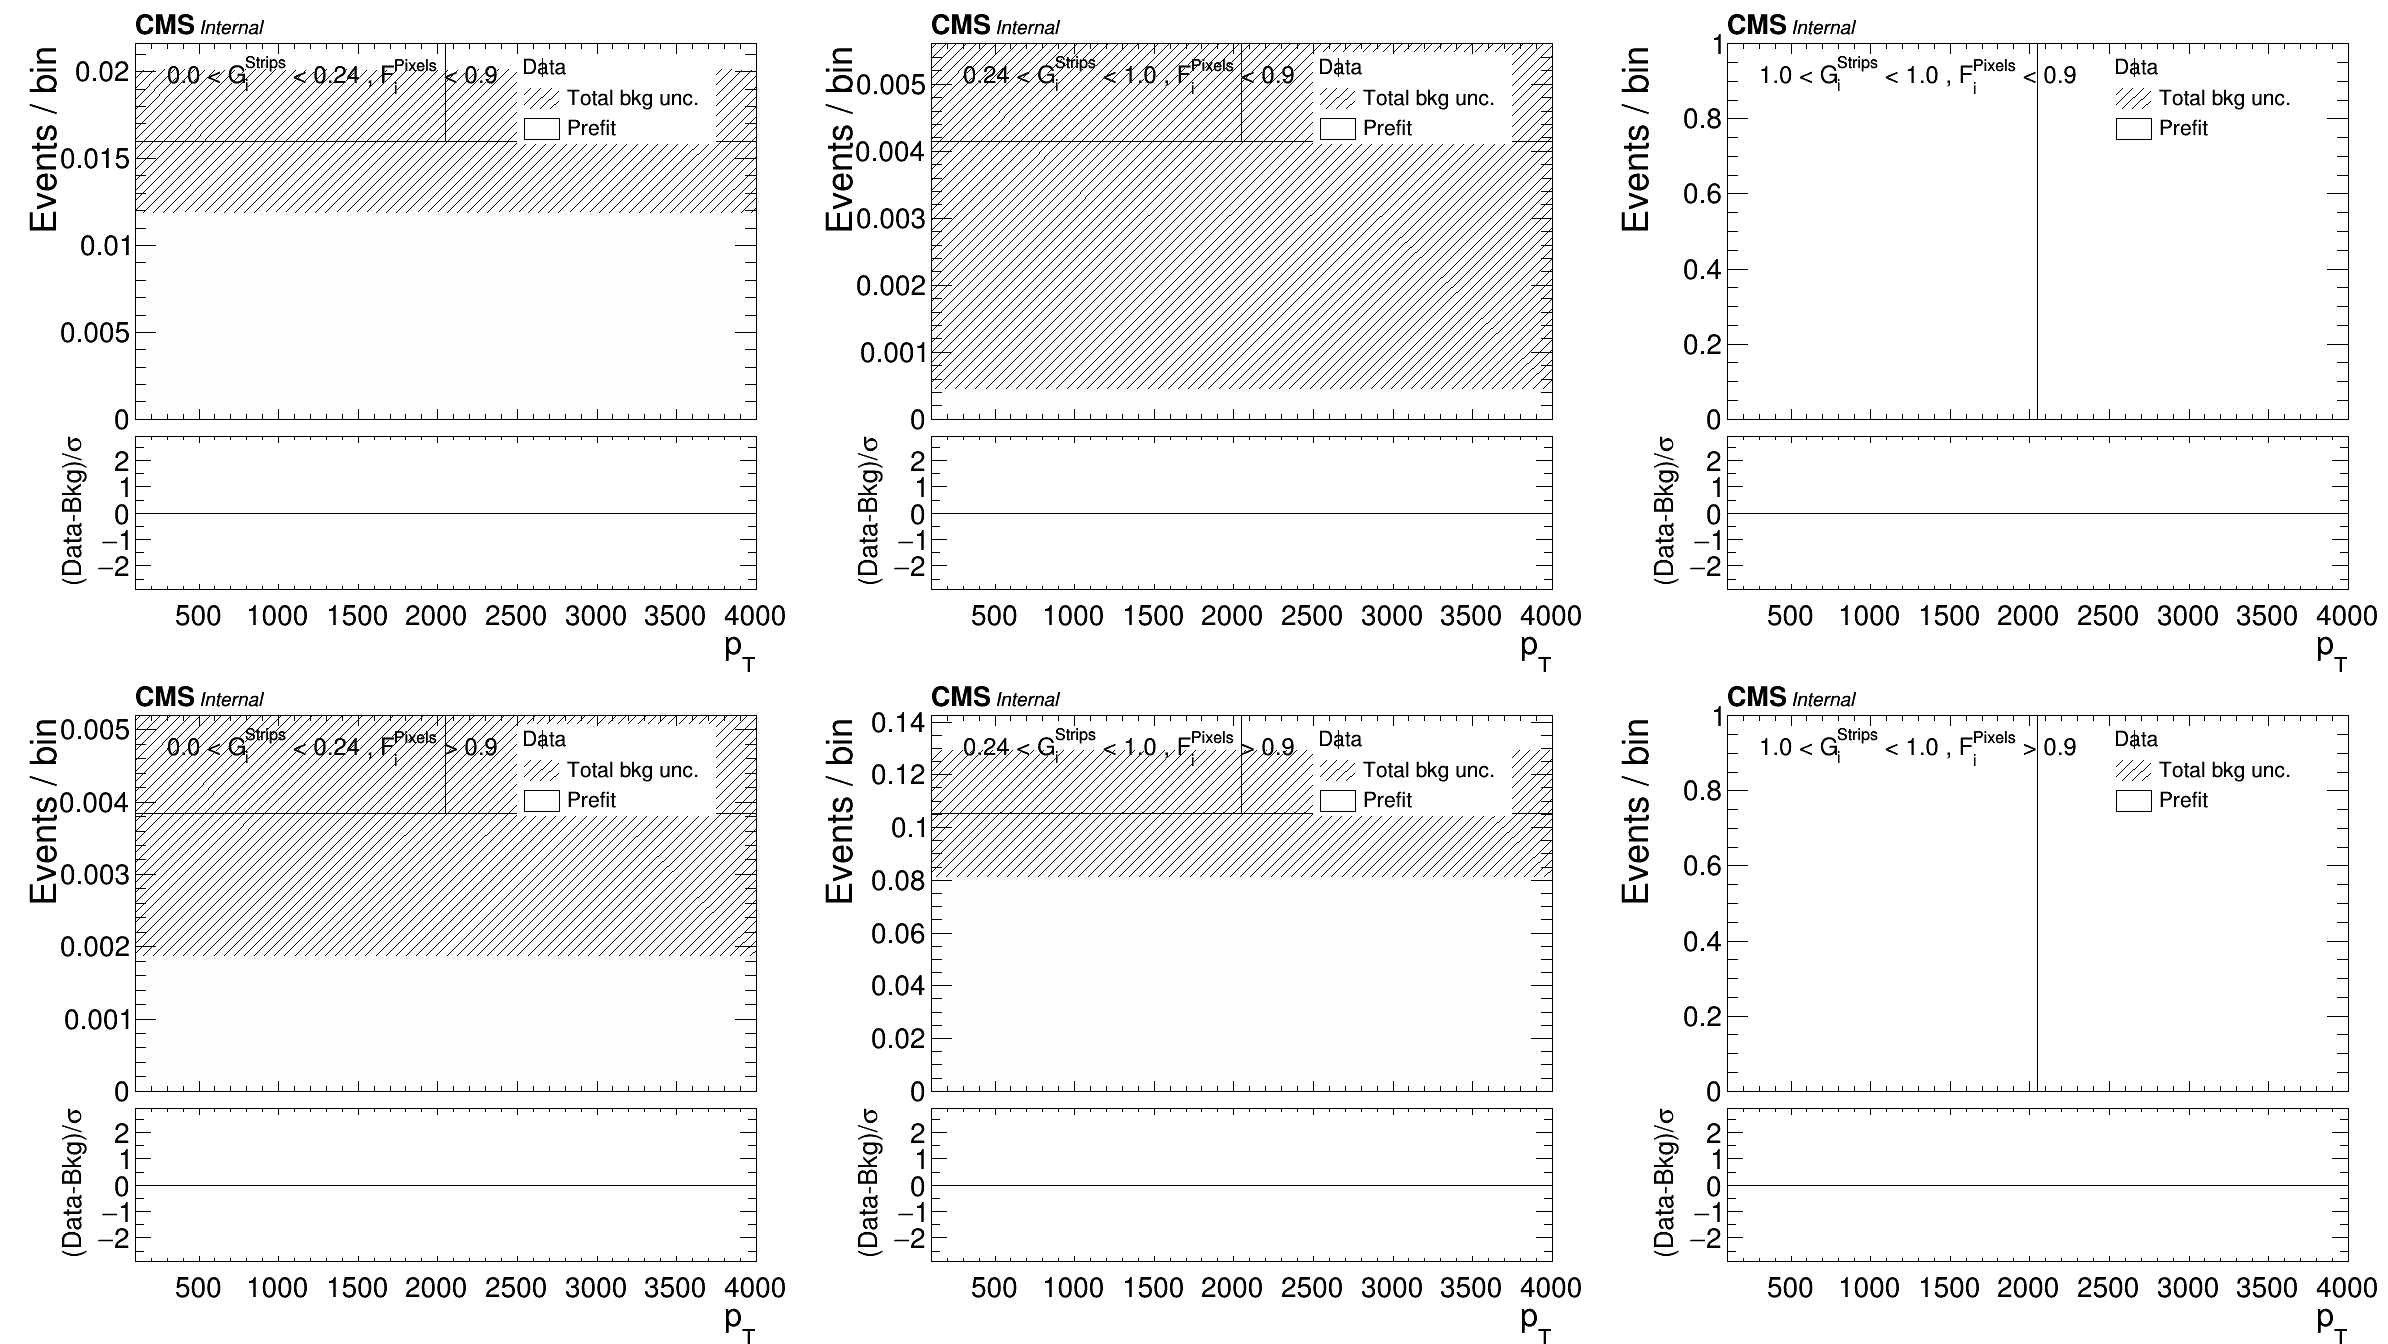 CMS Internal
Events / bin
0.02
0.015
0.01
0.005
0
0.0 < G_i^Strips < 0.24 , F_i^Pixels < 0.9
Data
Total bkg unc.
Prefit
(Data-Bkg)/σ
2
1
0
−1
−2
500 1000 1500 2000 2500 3000 3500 4000
p_T
CMS Internal
Events / bin
0.005
0.004
0.003
0.002
0.001
0
0.24 < G_i^Strips < 1.0 , F_i^Pixels < 0.9
Data
Total bkg unc.
Prefit
(Data-Bkg)/σ
2
1
0
−1
−2
500 1000 1500 2000 2500 3000 3500 4000
p_T
CMS Internal
Events / bin
1
0.8
0.6
0.4
0.2
0
1.0 < G_i^Strips < 1.0 , F_i^Pixels < 0.9
Data
Total bkg unc.
Prefit
(Data-Bkg)/σ
2
1
0
−1
−2
500 1000 1500 2000 2500 3000 3500 4000
p_T
CMS Internal
Events / bin
0.005
0.004
0.003
0.002
0.001
0
0.0 < G_i^Strips < 0.24 , F_i^Pixels > 0.9
Data
Total bkg unc.
Prefit
(Data-Bkg)/σ
2
1
0
−1
−2
500 1000 1500 2000 2500 3000 3500 4000
p_T
CMS Internal
Events / bin
0.14
0.12
0.1
0.08
0.06
0.04
0.02
0
0.24 < G_i^Strips < 1.0 , F_i^Pixels > 0.9
Data
Total bkg unc.
Prefit
(Data-Bkg)/σ
2
1
0
−1
−2
500 1000 1500 2000 2500 3000 3500 4000
p_T
CMS Internal
Events / bin
1
0.8
0.6
0.4
0.2
0
1.0 < G_i^Strips < 1.0 , F_i^Pixels > 0.9
Data
Total bkg unc.
Prefit
(Data-Bkg)/σ
2
1
0
−1
−2
500 1000 1500 2000 2500 3000 3500 4000
p_T